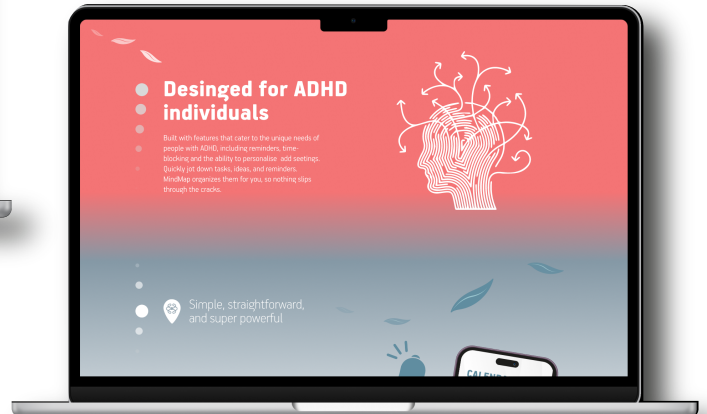 Desinged for ADHD
individuals
Built with features that cater to the unique needs of
people with ADHD, including reminders, time-
blocking and the ability to personalise  add seetings.
Quickly jot down tasks, ideas, and reminders.
MindMap organizes them for you, so nothing slips
through the cracks.
Simple, straightforward,
and super powerful